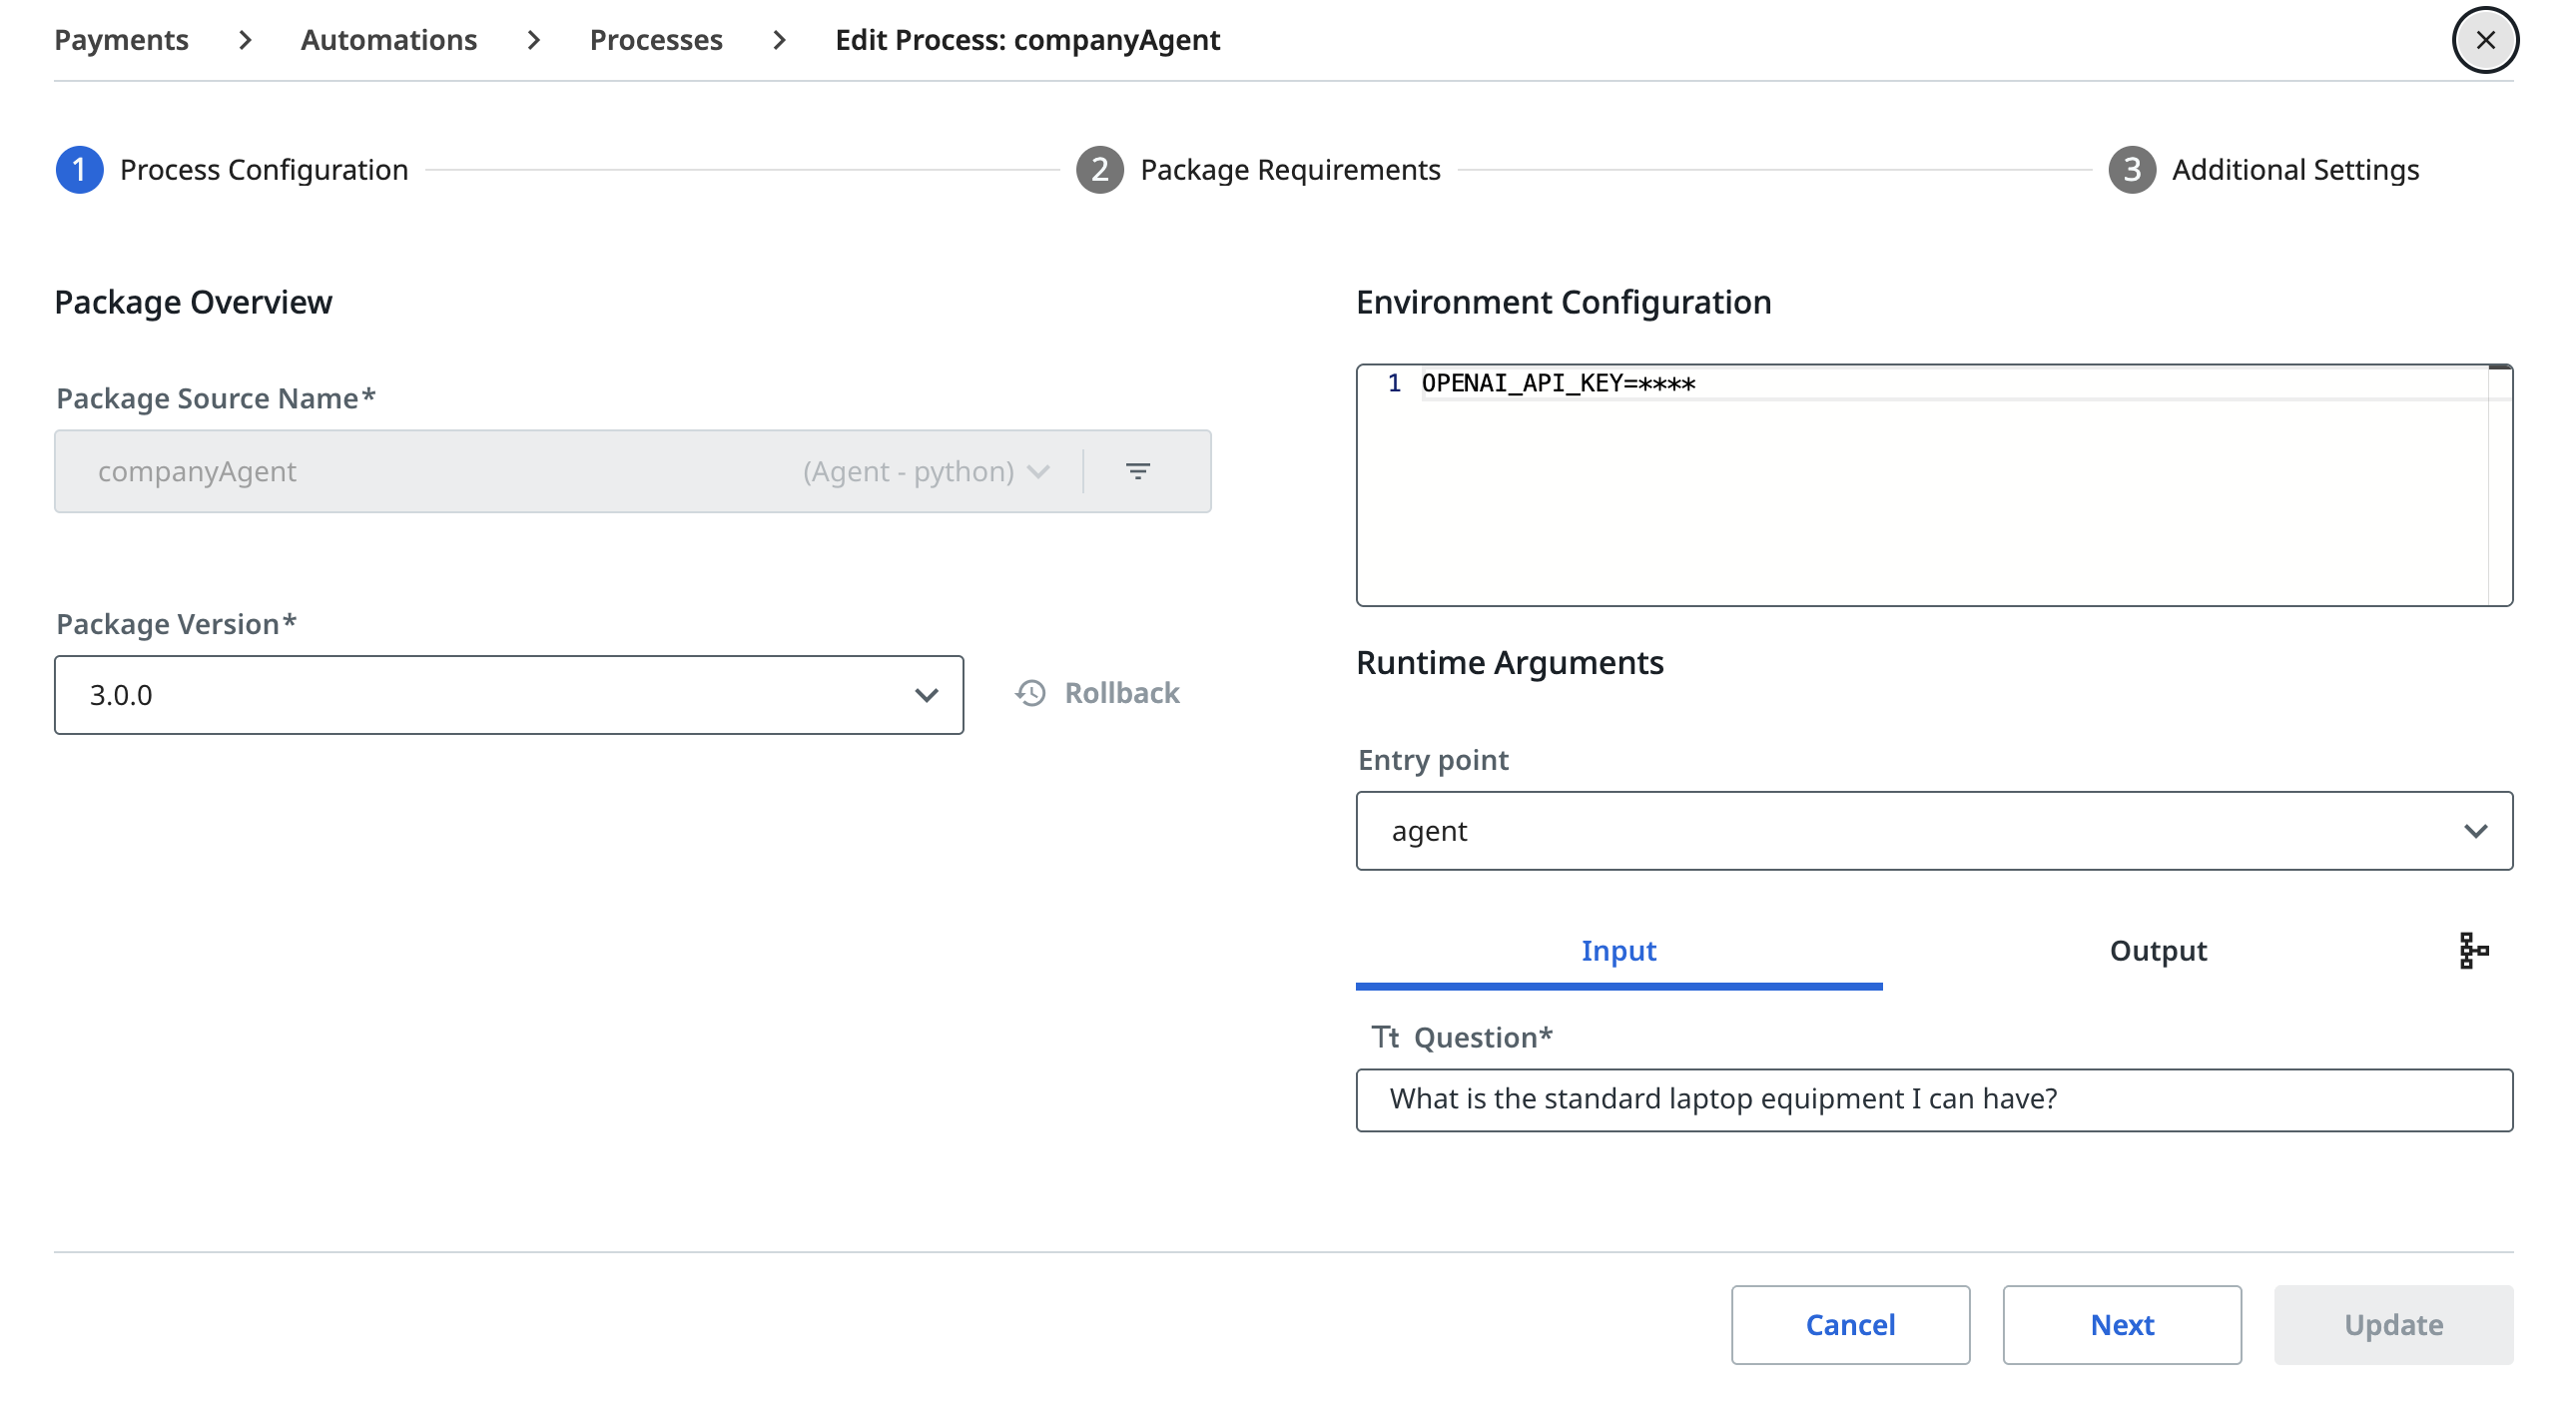 Payments > Automations > Processes > Edit Process: companyAgent
1 Process Configuration
2 Package Requirements
3 Additional Settings
Package Overview
Package Source Name*
companyAgent (Agent - python)
Package Version*
3.0.0
Rollback
Environment Configuration
1 OPENAI_API_KEY=****
Runtime Arguments
Entry point
agent
Input
Output
Tt Question*
What is the standard laptop equipment I can have?
Cancel
Next
Update